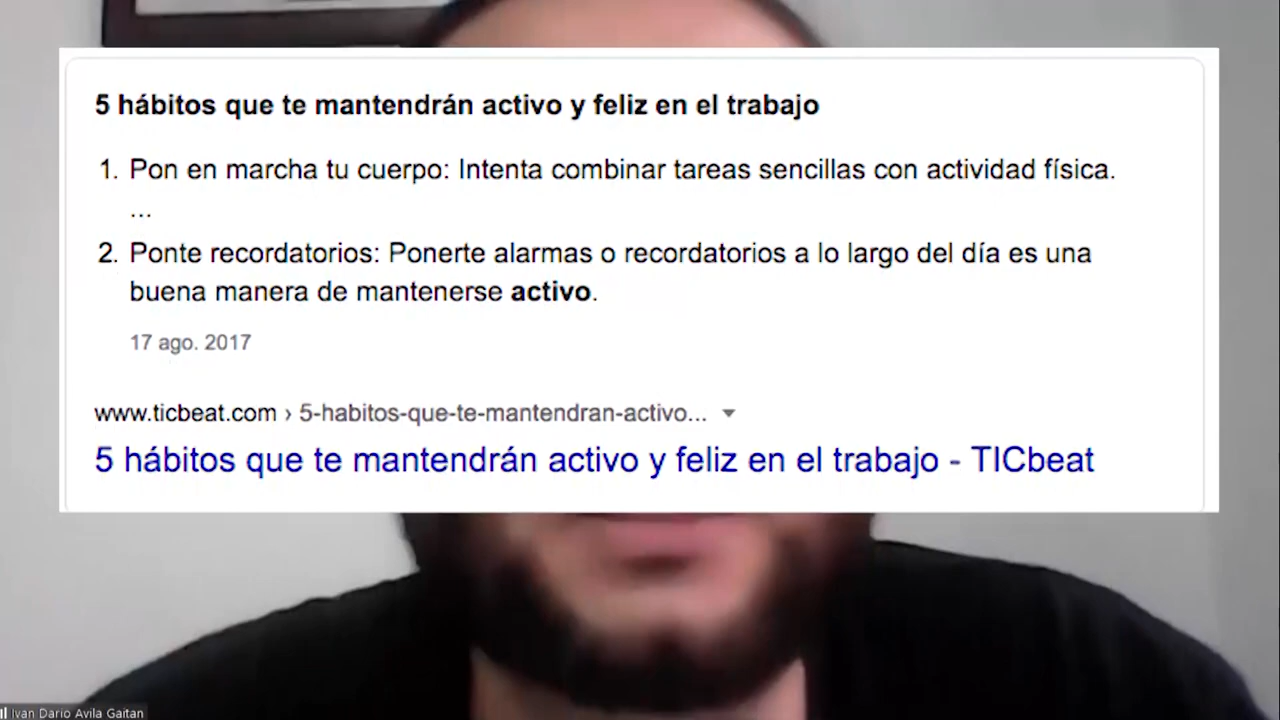 5 hábitos que te mantendrán activo y feliz en el trabajo
1. Pon en marcha tu cuerpo: Intenta combinar tareas sencillas con actividad física.
...
2. Ponte recordatorios: Ponerte alarmas o recordatorios a lo largo del día es una
buena manera de mantenerse activo.
17 ago. 2017
www.ticbeat.com › 5-habitos-que-te-mantendran-activo...
5 hábitos que te mantendrán activo y feliz en el trabajo - TICbeat
Ivan Dario Avila Gaitan